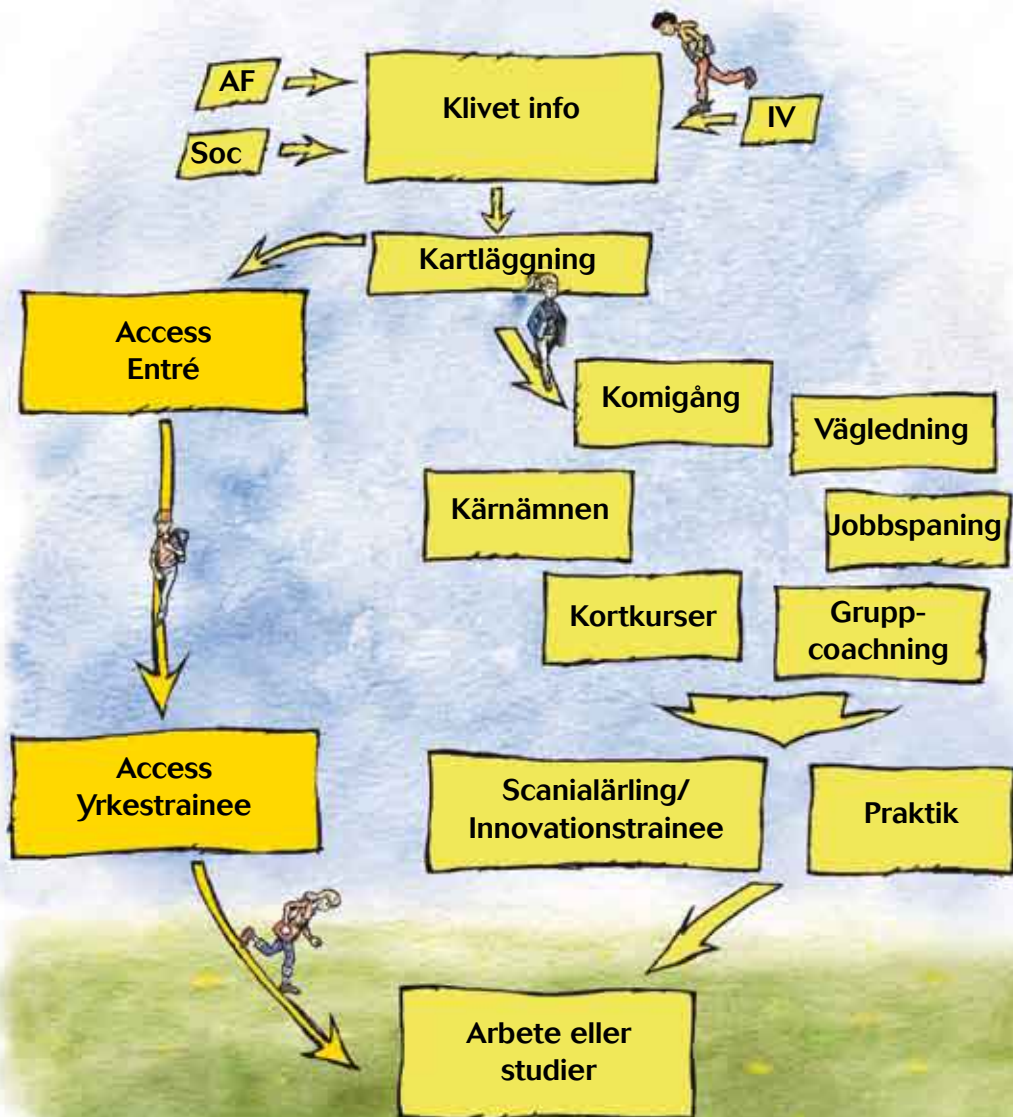 AF
Klivet info
IV
Soc
Kartläggning
Access
Entré
Komigång
Vägledning
Kärnämnen
Jobbspaning
Kortkurser
Grupp-
coachning
Access
Yrkestrainee
Scanialärling/
Innovationstrainee
Praktik
Arbete eller
studier